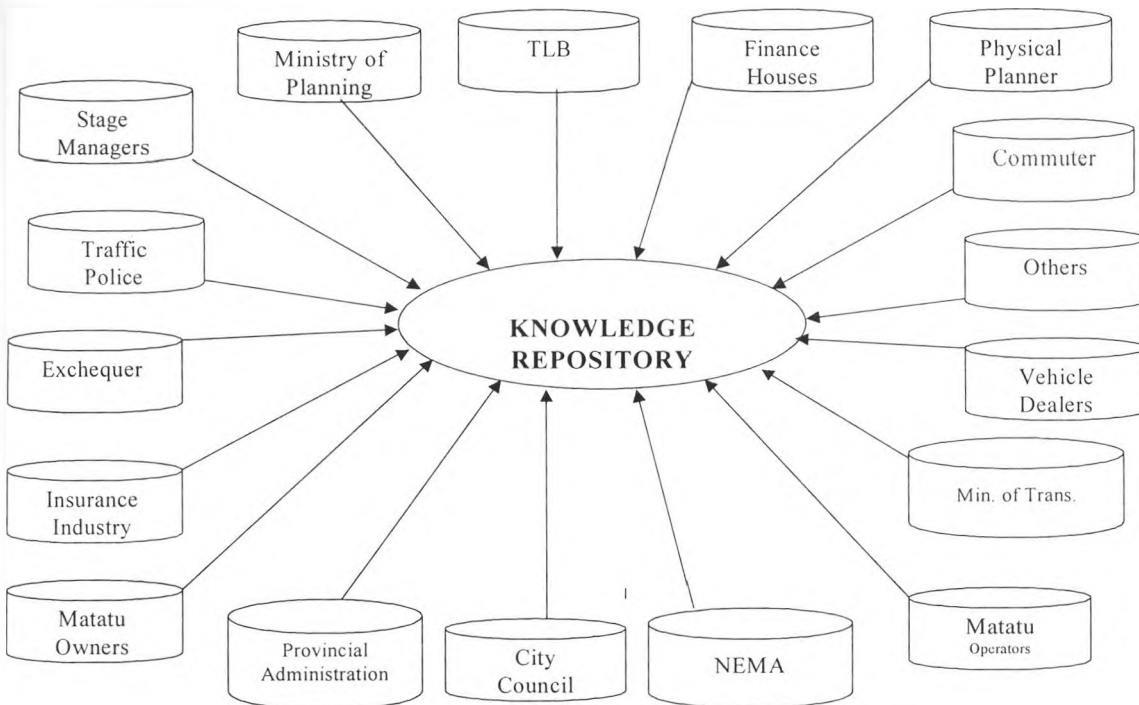 Ministry of
Planning
TLB
Finance
Houses
Physical
Planner
Stage
Managers
Commuter
Traffic
Police
Others
KNOWLEDGE
REPOSITORY
Exchequer
Vehicle
Dealers
Insurance
Industry
Min. of Trans.
Matatu
Owners
Provincial
Administration
City
Council
NEMA
Matatu
Operators